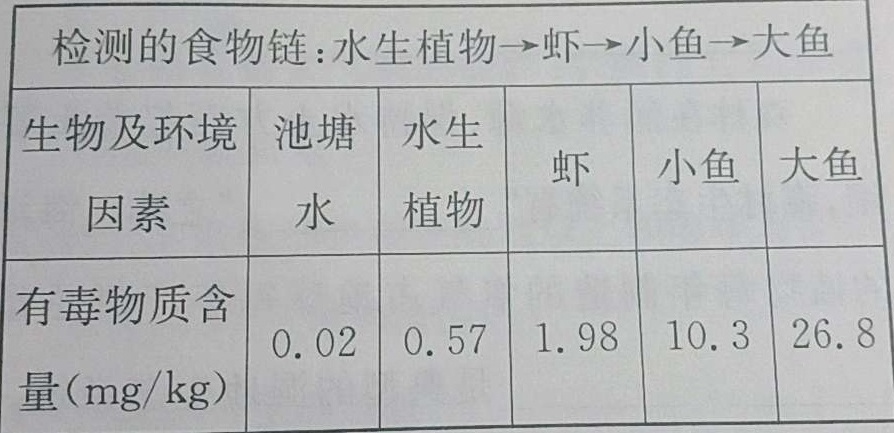 检测的食物链:水生植物→虾→小鱼→大鱼
生物及环境因素 池塘水 水生植物 虾 小鱼 大鱼
有毒物质含量(mg/kg) 0.02 0.57 1.98 10.3 26.8